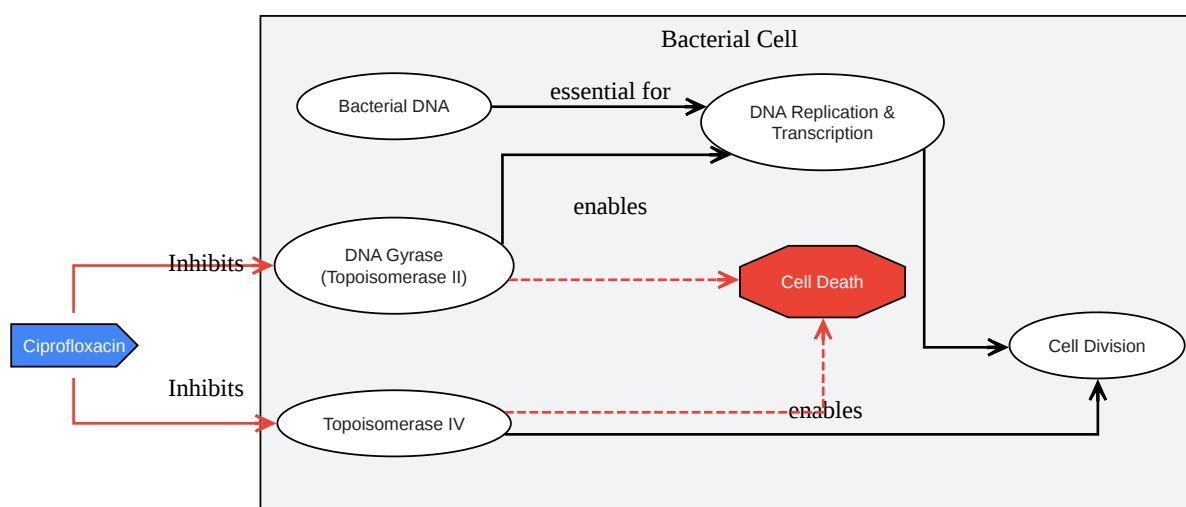 Bacterial Cell
essential for
Bacterial DNA
DNA Replication &
Transcription
enables
Inhibits
DNA Gyrase
(Topoisomerase II)
Cell Death
Ciprofloxacin
Cell Division
Inhibits
enables
Topoisomerase IV